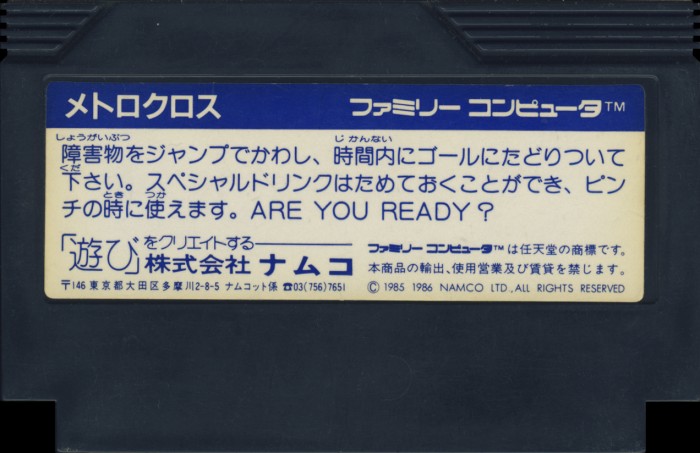 メトロクロス ファミリー コンピュータ™
しょうがいぶつ じかんない
障害物をジャンプでかわし、時間内にゴールにたどりついて
くだ
下さい。スペシャルドリンクはためておくことができ、ピン
とき つか
チの時に使えます。ARE YOU READY?
「遊び」をクリエイトする
株式会社 ナムコ
〒146 東京都大田区多摩川2-8-5 ナムコット係 ☎03(756)7651
ファミリー コンピュータ™は任天堂の商標です。
本商品の輸出、使用営業及び賃貸を禁じます。
© 1985 1986 NAMCO LTD., ALL RIGHTS RESERVED